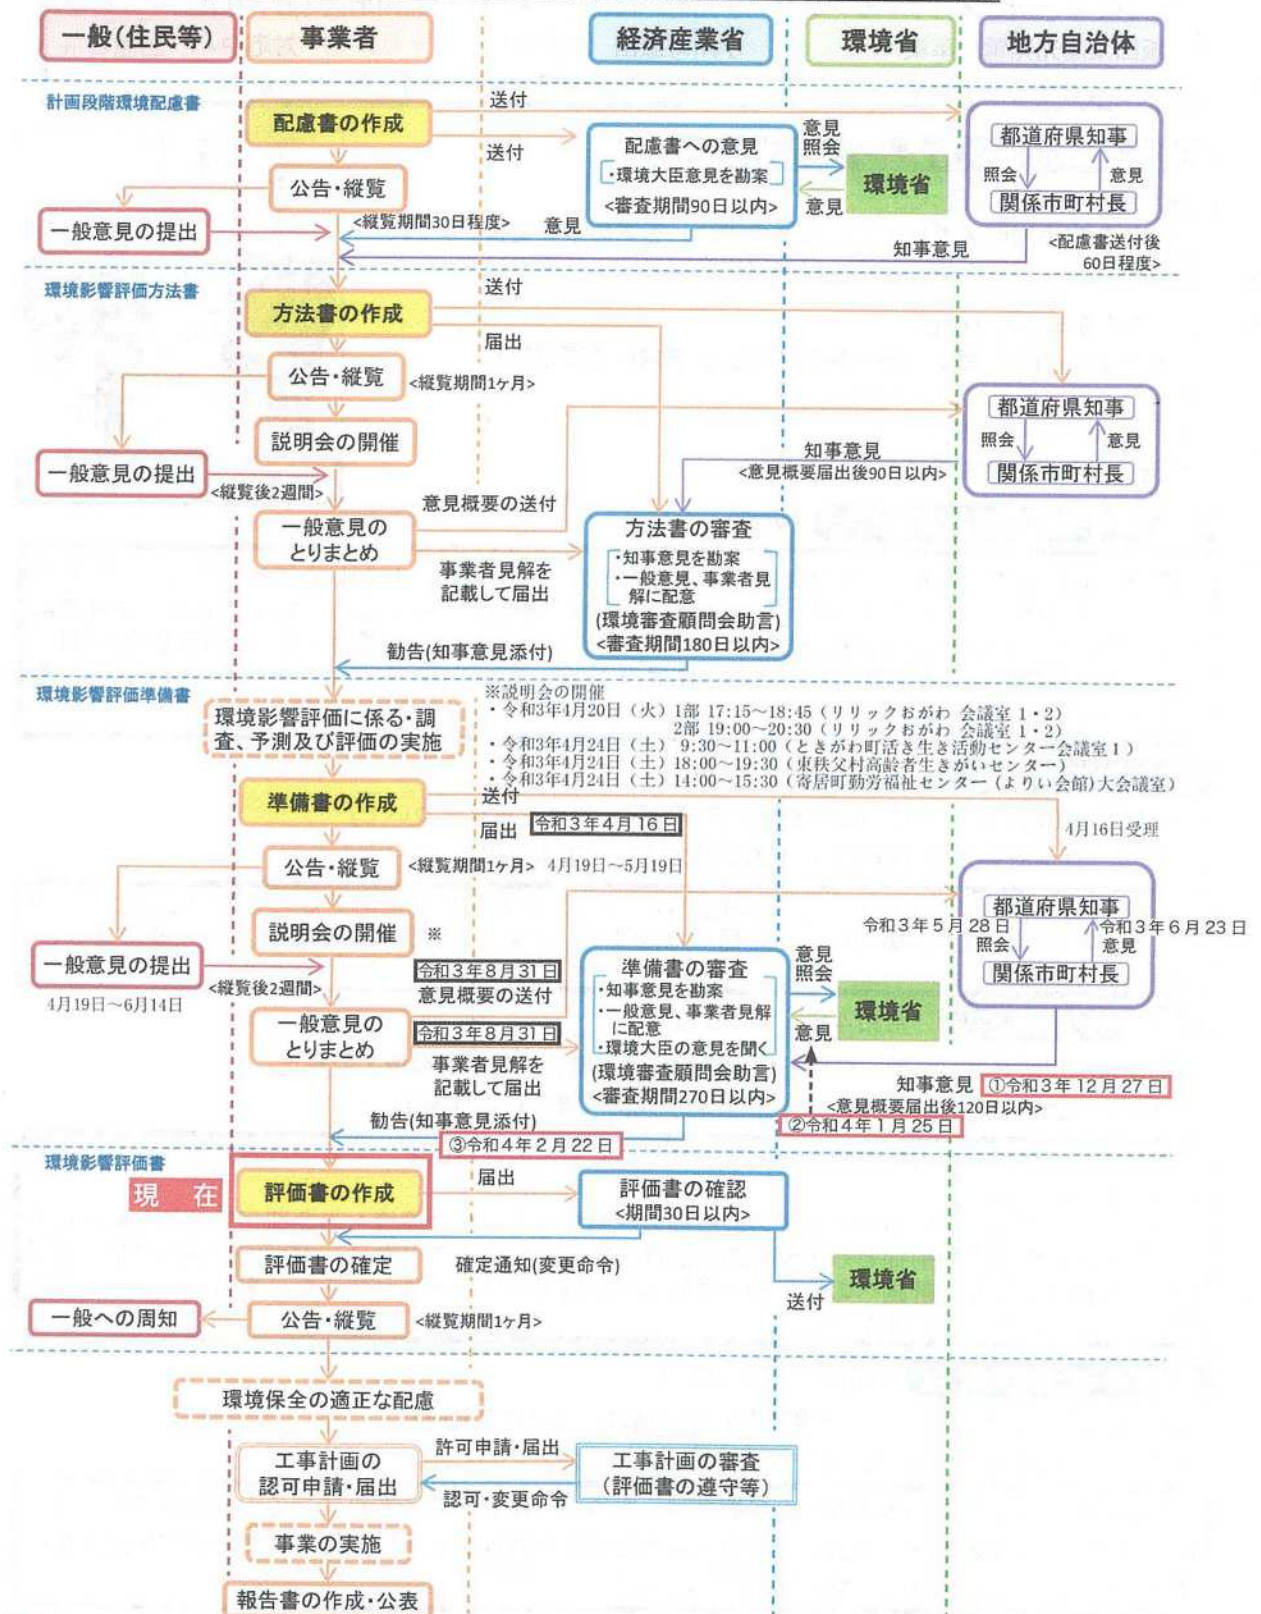 一般(住民等)
事業者
経済産業省
環境省
地方自治体
計画段階環境配慮書
配慮書の作成
送付
送付
公告・縦覧
<縦覧期間30日程度>
一般意見の提出
配慮書への意見
・環境大臣意見を勘案
<審査期間90日以内>
意見
照会
環境省
意見
意見
都道府県知事
照会
意見
関係市町村長
知事意見
<配慮書送付後
60日程度>
環境影響評価方法書
方法書の作成
送付
届出
公告・縦覧
<縦覧期間1ヶ月>
説明会の開催
一般意見の提出
<縦覧後2週間>
一般意見の
とりまとめ
意見概要の送付
事業者見解を
記載して届出
都道府県知事
照会
意見
関係市町村長
知事意見
<意見概要届出後90日以内>
方法書の審査
・知事意見を勘案
・一般意見、事業者見
解に配意
(環境審査顧問会助言)
<審査期間180日以内>
勧告(知事意見添付)
環境影響評価準備書
環境影響評価に係る・調
査、予測及び評価の実施
※説明会の開催
・令和3年4月20日（火）1部 17:15～18:45（リリックおがわ 会議室 1・2）
2部 19:00～20:30（リリックおがわ 会議室 1・2）
・令和3年4月24日（土） 9:30～11:00（ときがわ町活き生き活動センター会議室1）
・令和3年4月24日（土）18:00～19:30（東秩父村高齢者生きがいセンター）
・令和3年4月24日（土）14:00～15:30（寄居町勤労福祉センター（よりい会館)大会議室）
準備書の作成
送付
届出
令和3年4月16日
4月16日受理
公告・縦覧
<縦覧期間1ヶ月> 4月19日～5月19日
説明会の開催
※
一般意見の提出
4月19日～6月14日
<縦覧後2週間>
令和3年8月31日
意見概要の送付
一般意見の
とりまとめ
令和3年8月31日
事業者見解を
記載して届出
準備書の審査
・知事意見を勘案
・一般意見、事業者見解
に配意
・環境大臣の意見を聞く
(環境審査顧問会助言)
<審査期間270日以内>
意見
照会
環境省
意見
都道府県知事
令和3年5月28日
照会
令和3年6月23日
意見
関係市町村長
知事意見
①令和3年12月27日
<意見概要届出後120日以内>
②令和4年1月25日
勧告(知事意見添付)
③令和4年2月22日
環境影響評価書
現 在
評価書の作成
届出
評価書の確認
<期間30日以内>
評価書の確定
確定通知(変更命令)
環境省
送付
一般への周知
公告・縦覧
<縦覧期間1ヶ月>
環境保全の適正な配慮
工事計画の
認可申請・届出
許可申請・届出
認可・変更命令
工事計画の審査
(評価書の遵守等)
事業の実施
報告書の作成・公表